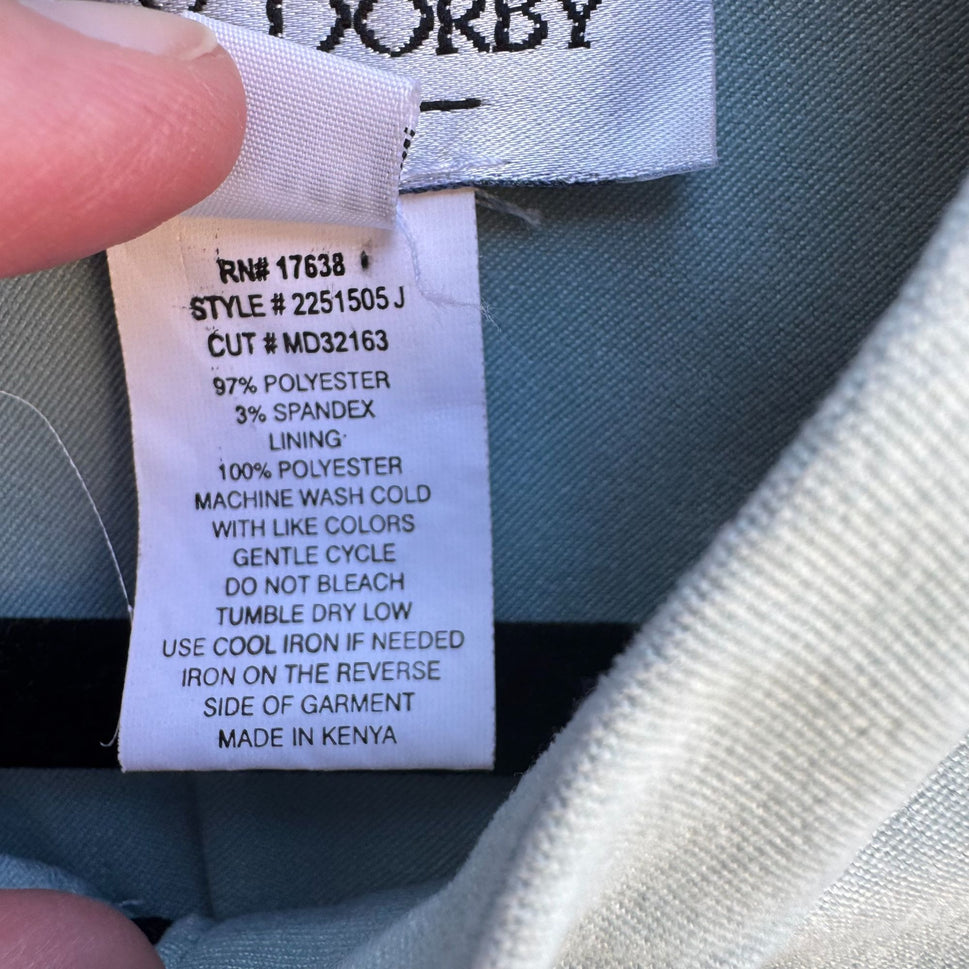 DORBY
RN# 17638
STYLE # 2251505 J
CUT # MD32163
97% POLYESTER
3% SPANDEX
LINING
100% POLYESTER
MACHINE WASH COLD
WITH LIKE COLORS
GENTLE CYCLE
DO NOT BLEACH
TUMBLE DRY LOW
USE COOL IRON IF NEEDED
IRON ON THE REVERSE
SIDE OF GARMENT
MADE IN KENYA